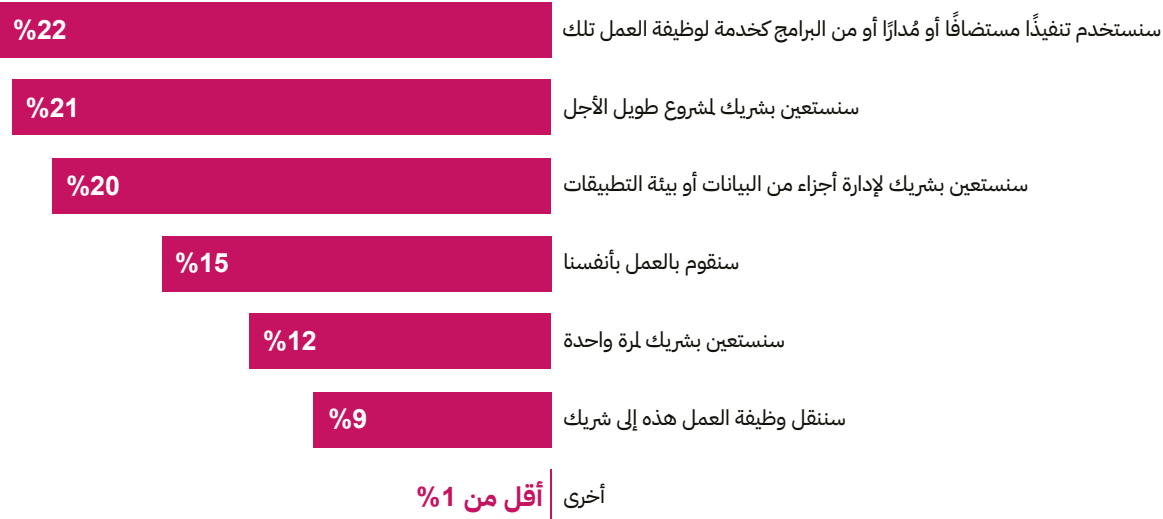 سنستخدم تنفيذًا مستضافًا أو مُدارًا أو من البرامج كخدمة لوظيفة العمل تلك %22
سنستعين بشريك لمشروع طويل الأجل %21
سنستعين بشريك لإدارة أجزاء من البيانات أو بيئة التطبيقات %20
سنقوم بالعمل بأنفسنا %15
سنستعين بشريك لمرة واحدة %12
سننقل وظيفة العمل هذه إلى شريك %9
أخرى أقل من 1%